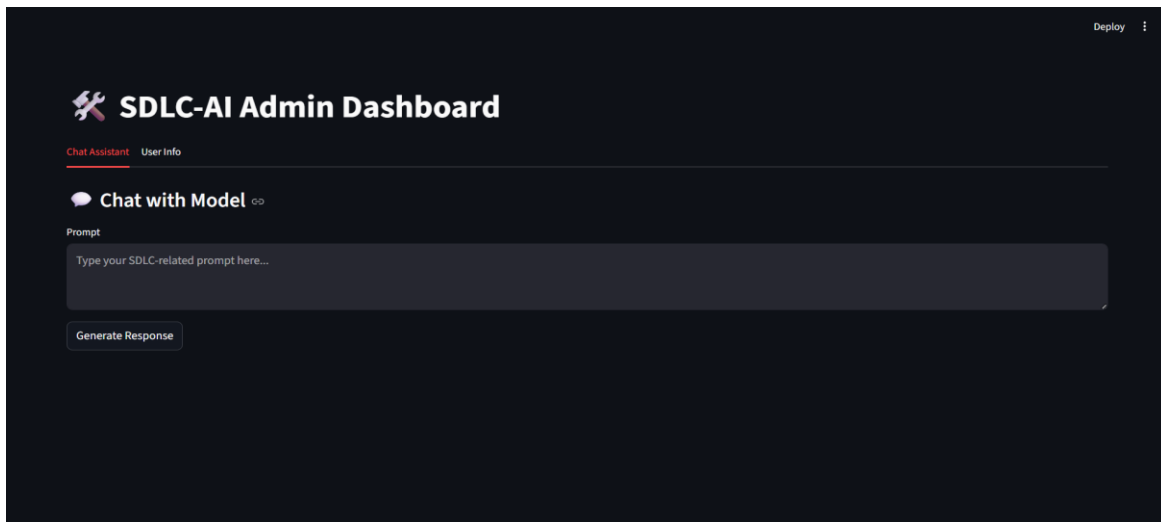 Deploy
SDLC-AI Admin Dashboard
Chat Assistant User Info
Chat with Model
Prompt
Type your SDLC-related prompt here...
Generate Response